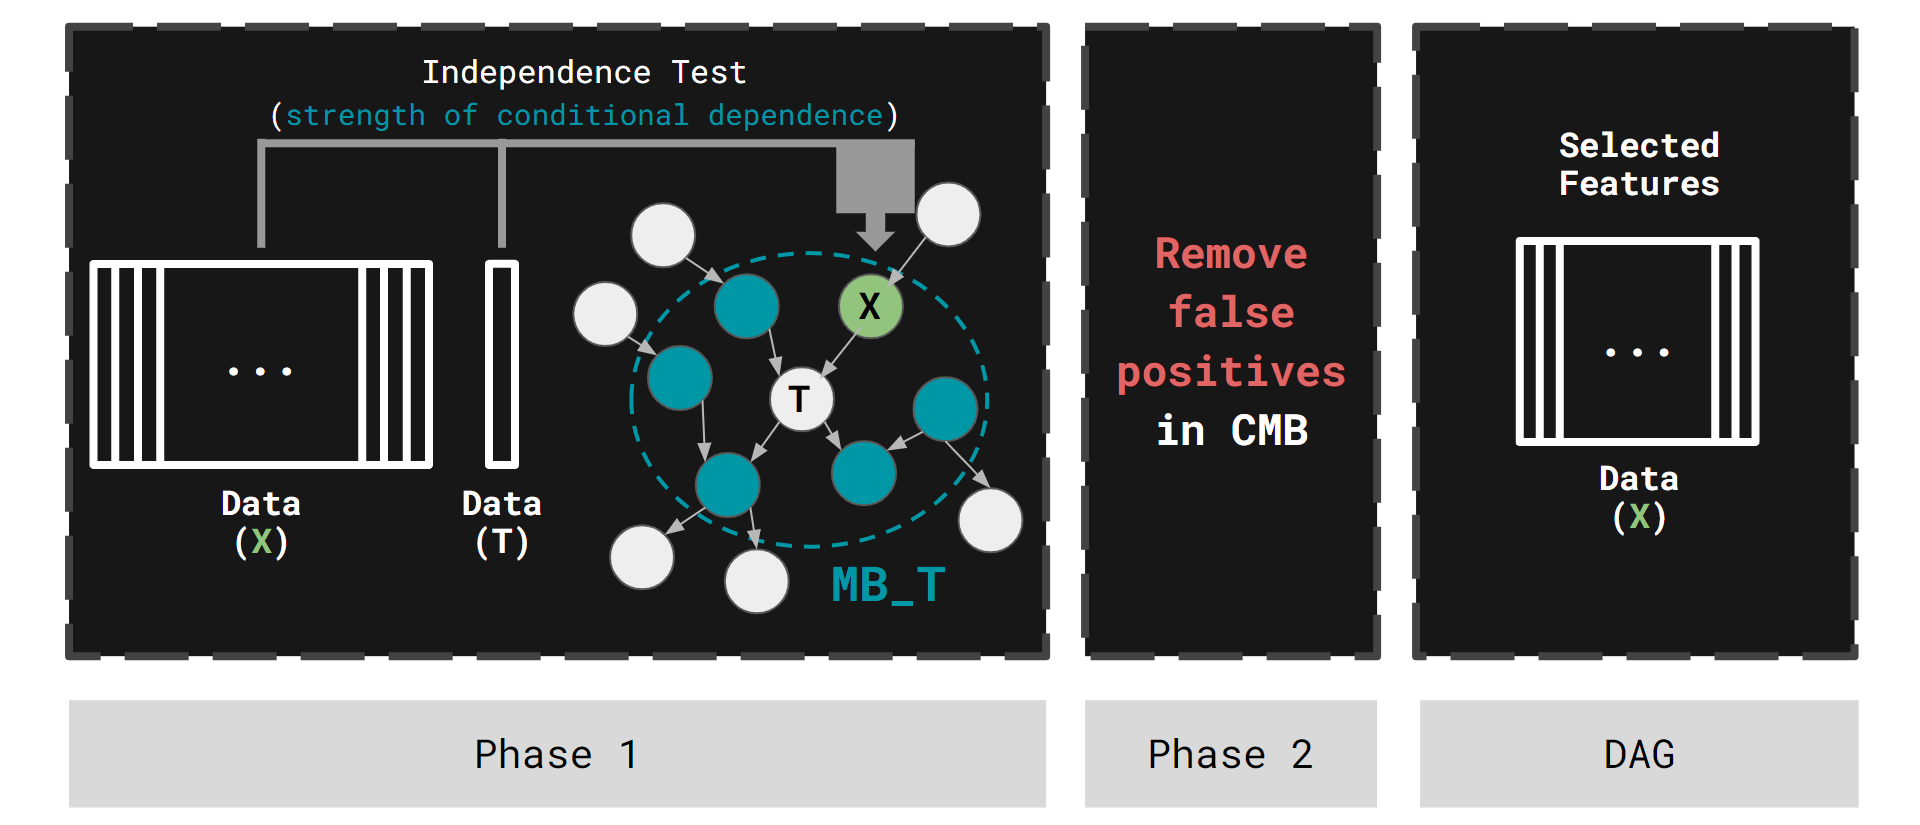 Independence Test
(strength of conditional dependence)
...
Data
(X)
Data
(T)
X
T
MB_T
Remove
false
positives
in CMB
Selected
Features
...
Data
(X)
Phase 1
Phase 2
DAG